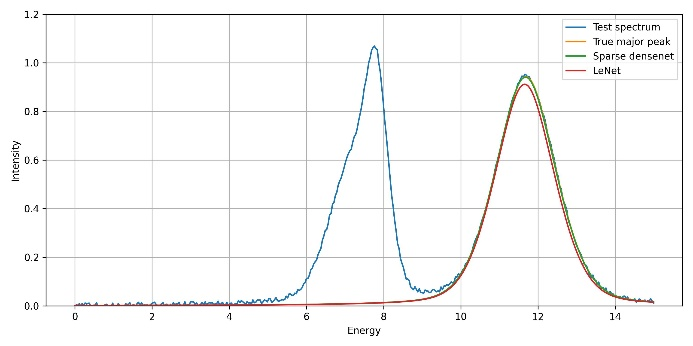 1.2
1.0
0.8
0.6
0.4
0.2
0.0
Intensity
0 2 4 6 8 10 12 14
Energy
Test spectrum
True major peak
Sparse densenet
LeNet